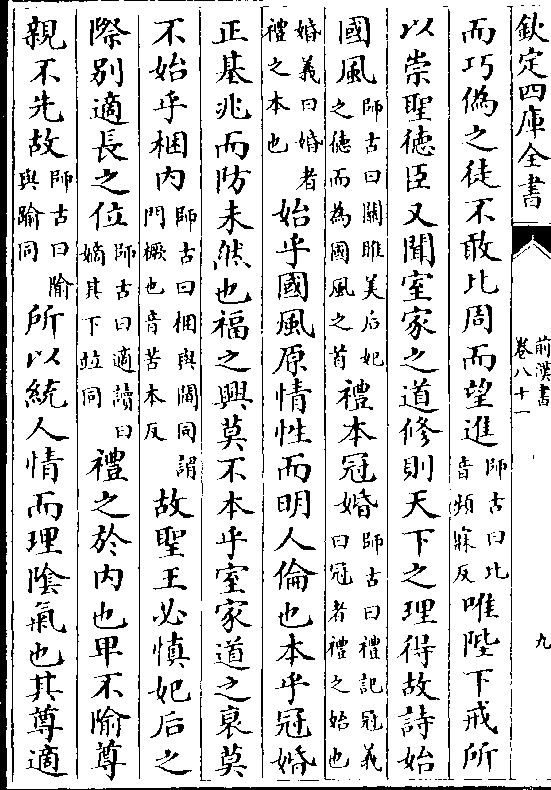 欽定四庫全書
前漢書
卷八十一
九
而巧偽之徒不敢比周而望進師古曰比音頻寐反唯陛下戒所
以崇聖德臣又聞室家之道修則天下之理得故詩始
國風師古曰關雎美后妃之德而為國風之首禮本冠婚師古曰禮記冠義曰冠者禮之始也
婚義曰婚者禮之本也始乎國風原情性而明人倫也本乎冠婚
正基兆而防未然也福之興莫不本乎室家道之衰莫
不始乎梱内師古曰梱與閫同謂門橛也音苦本反故聖王必慎妃后之
際别適長之位師古曰適讀曰嫡其下並同禮之於内也卑不隃尊
親不先故師古曰隃與踰同所以統人情而理陰氣也其尊適